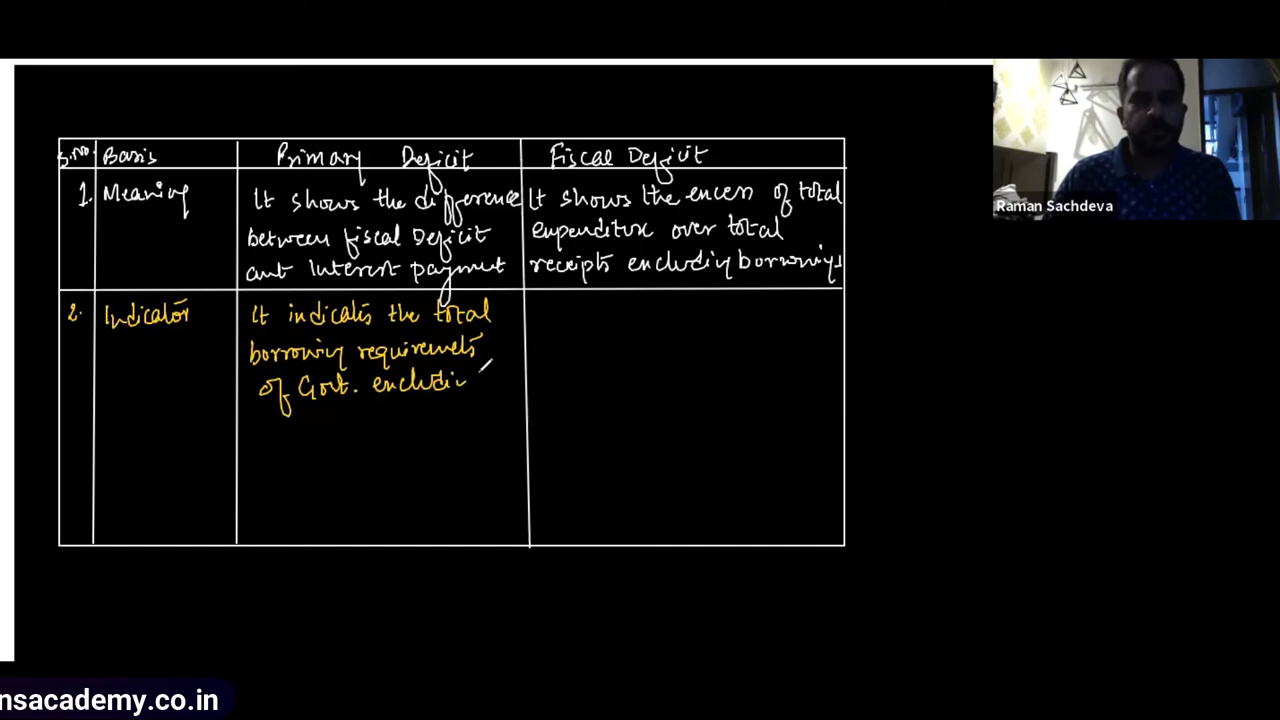 S.No. Basis Primary Deficit Fiscal Deficit
1. Meaning It shows the difference It shows the excess of total
between fiscal Deficit expenditure over total
and Interest payment receipts excluding borrowings
2. Indicator It indicates the total
borrowing requirements
of Govt. excludi
Raman Sachdeva
nsacademy.co.in